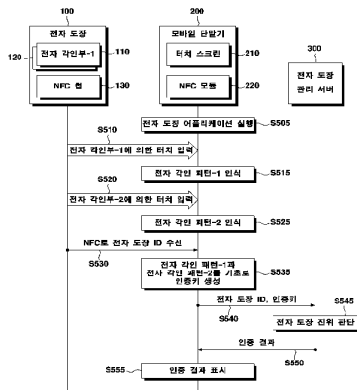 100
200
300
전자 도장
모바일 단말기
전자 도장
관리 서버
전자 각인부-1
110
120
터치 스크린
210
NFC 칩
130
NFC 모듈
220
전자 도장 어플리케이션 실행
S505
S510
전자 각인부-1에 의한 터치 입력
전자 각인 패턴-1 인식
S515
S520
전자 각인부-2에 의한 터치 입력
전자 각인 패턴-2 인식
S525
NFC로 전자 도장 ID 수신
S530
전자 각인 패턴-1과
전자 각인 패턴-2를 기초로
인증키 생성
S535
전자 도장 ID, 인증키
S540
S545
전자 도장 진위 판단
인증 결과
S550
S555
인증 결과 표시